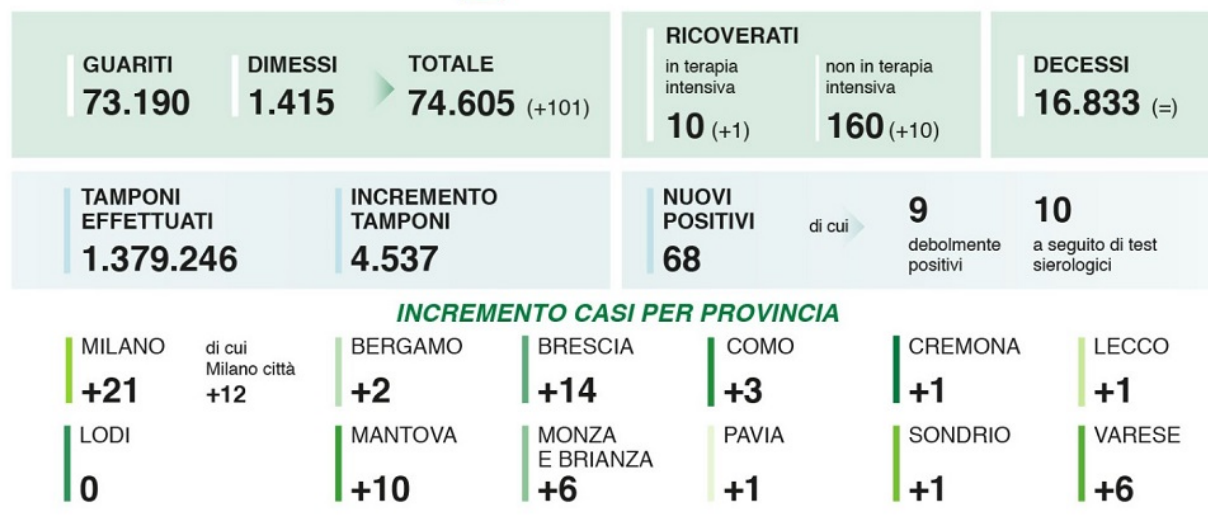 GUARITI
73.190
DIMESSI
1.415
TOTALE
74.605 (+101)
RICOVERATI
in terapia
intensiva
10 (+1)
non in terapia
intensiva
160 (+10)
DECESSI
16.833 (=)
TAMPONI
EFFETTUATI
1.379.246
INCREMENTO
TAMPONI
4.537
NUOVI
POSITIVI
68
di cui
9
debolmente
positivi
10
a seguito di test
sierologici
INCREMENTO CASI PER PROVINCIA
MILANO
+21
di cui
Milano città
+12
BERGAMO
+2
BRESCIA
+14
COMO
+3
CREMONA
+1
LECCO
+1
LODI
0
MANTOVA
+10
MONZA
E BRIANZA
+6
PAVIA
+1
SONDRIO
+1
VARESE
+6